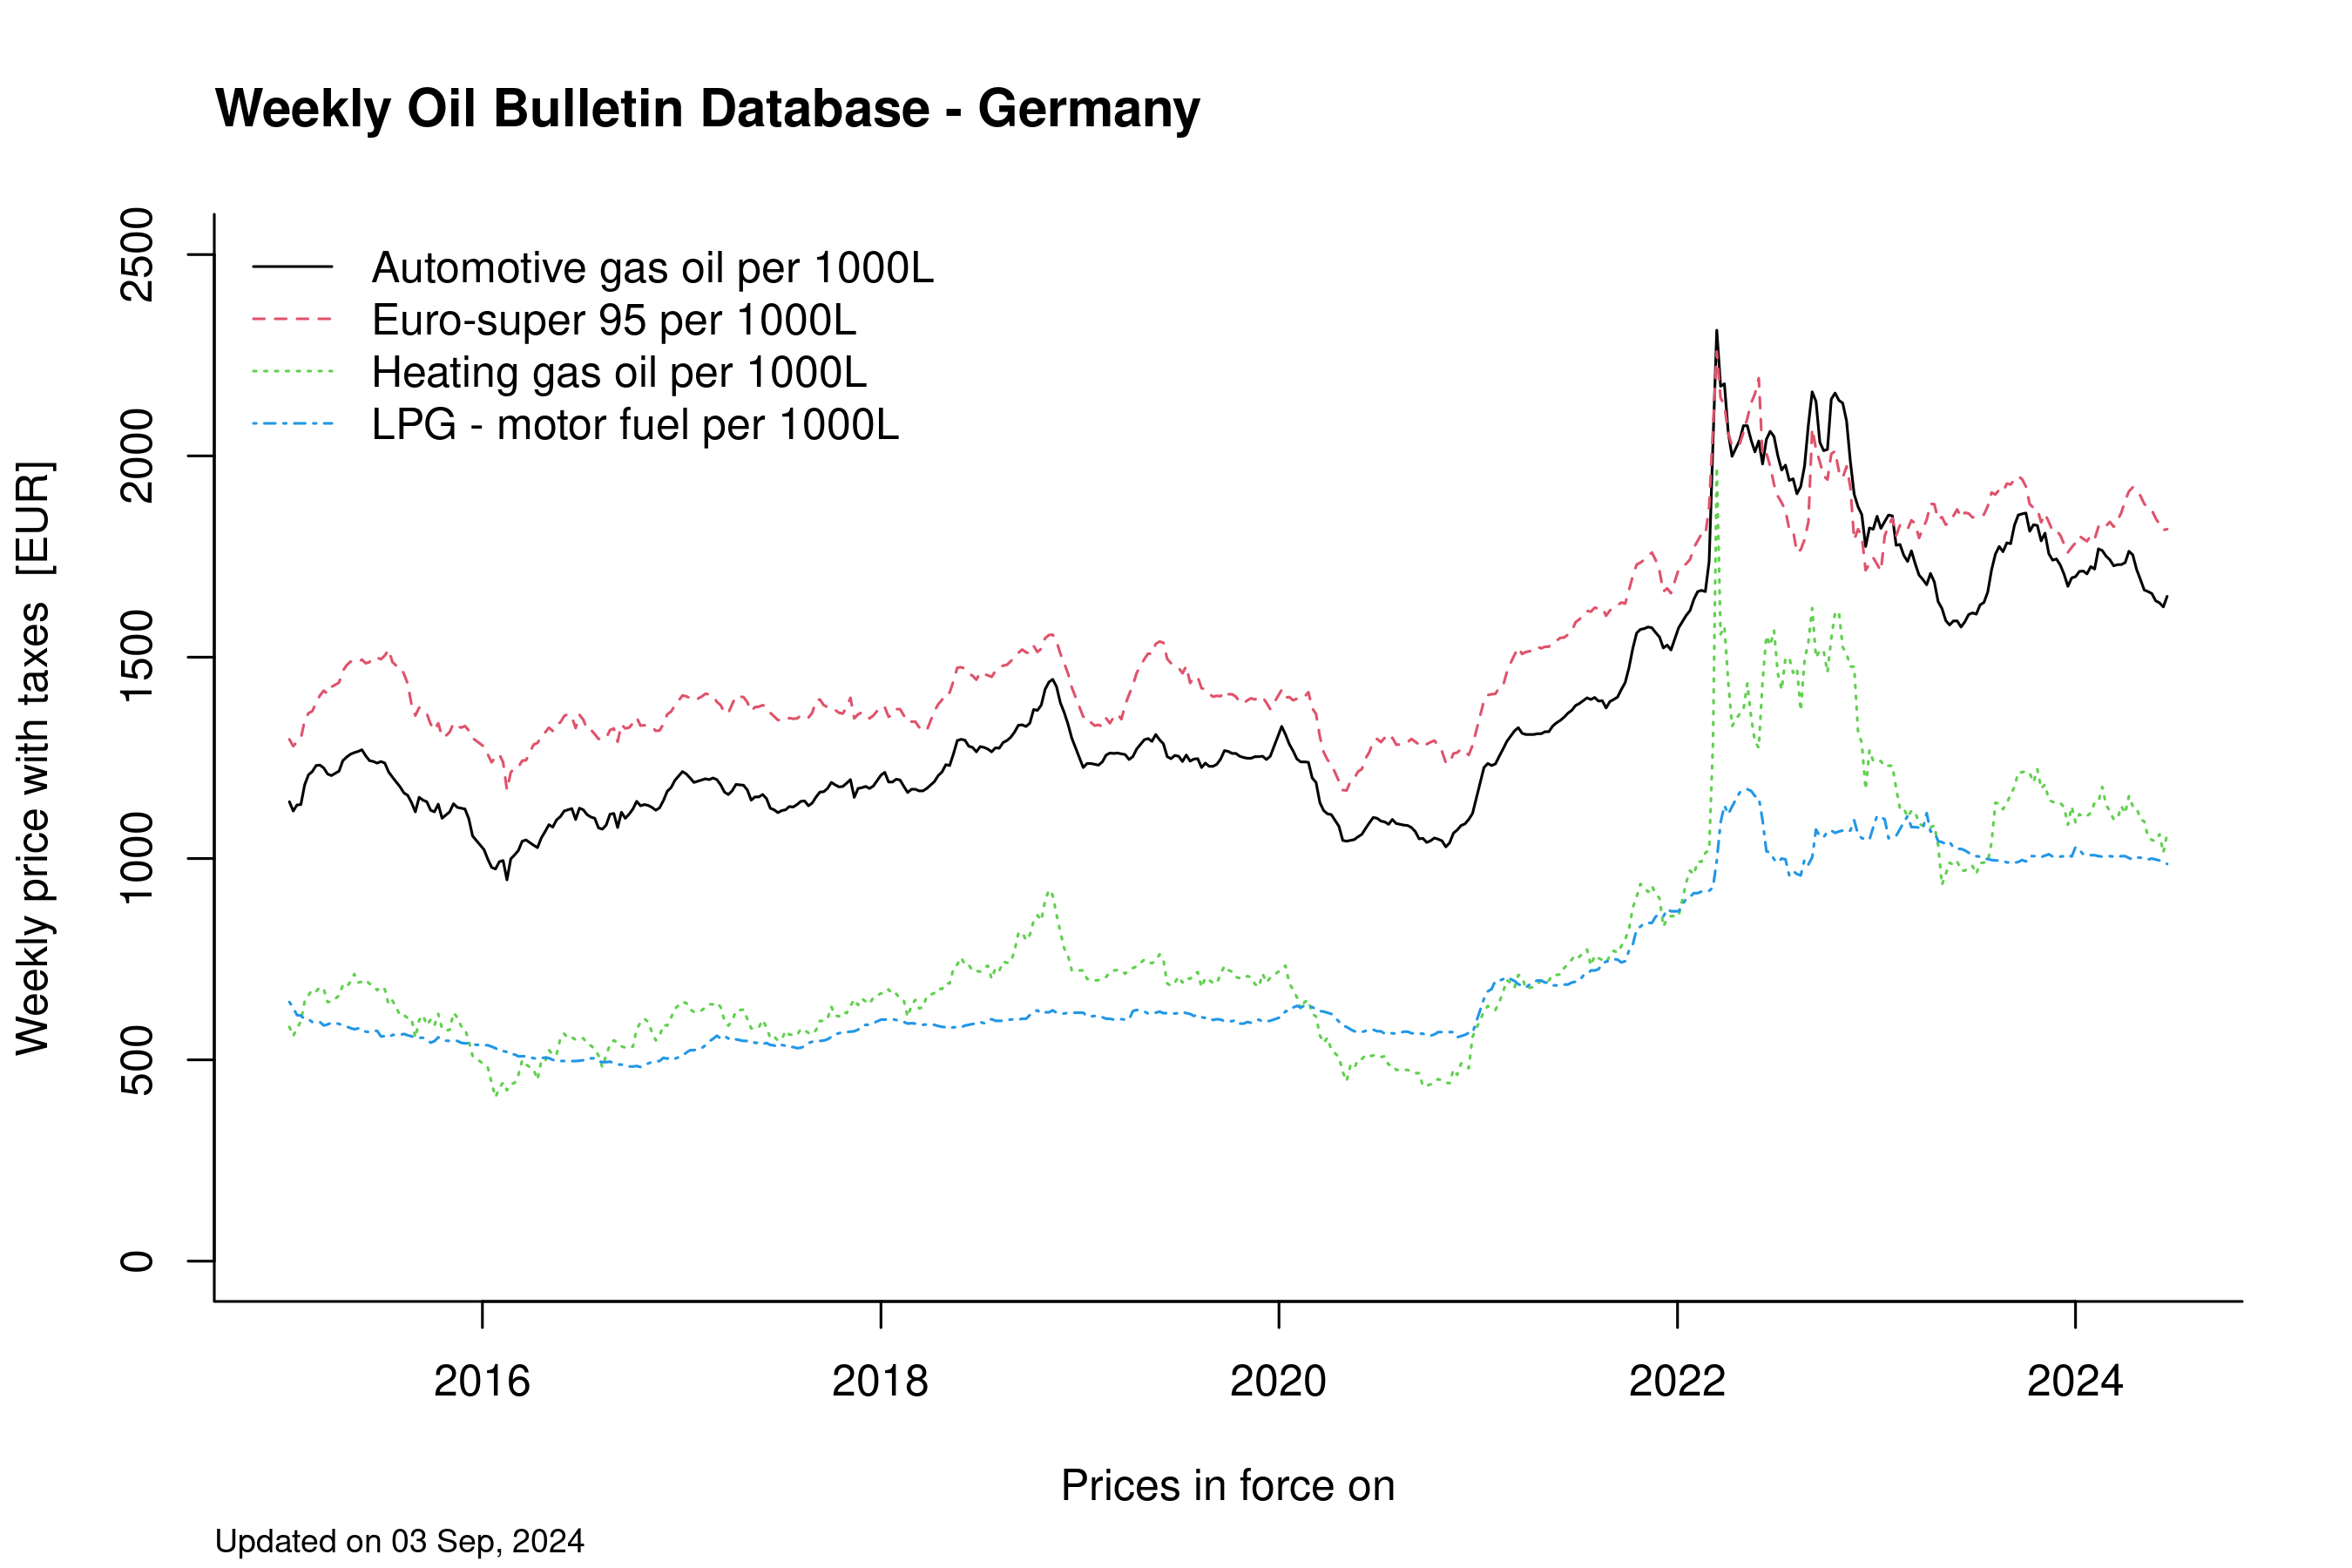 Weekly Oil Bulletin Database - Germany
Automotive gas oil per 1000L
Euro-super 95 per 1000L
Heating gas oil per 1000L
LPG - motor fuel per 1000L
Weekly price with taxes [EUR]
2500
2000
1500
1000
500
0
2016 2018 2020 2022 2024
Prices in force on
Updated on 03 Sep, 2024